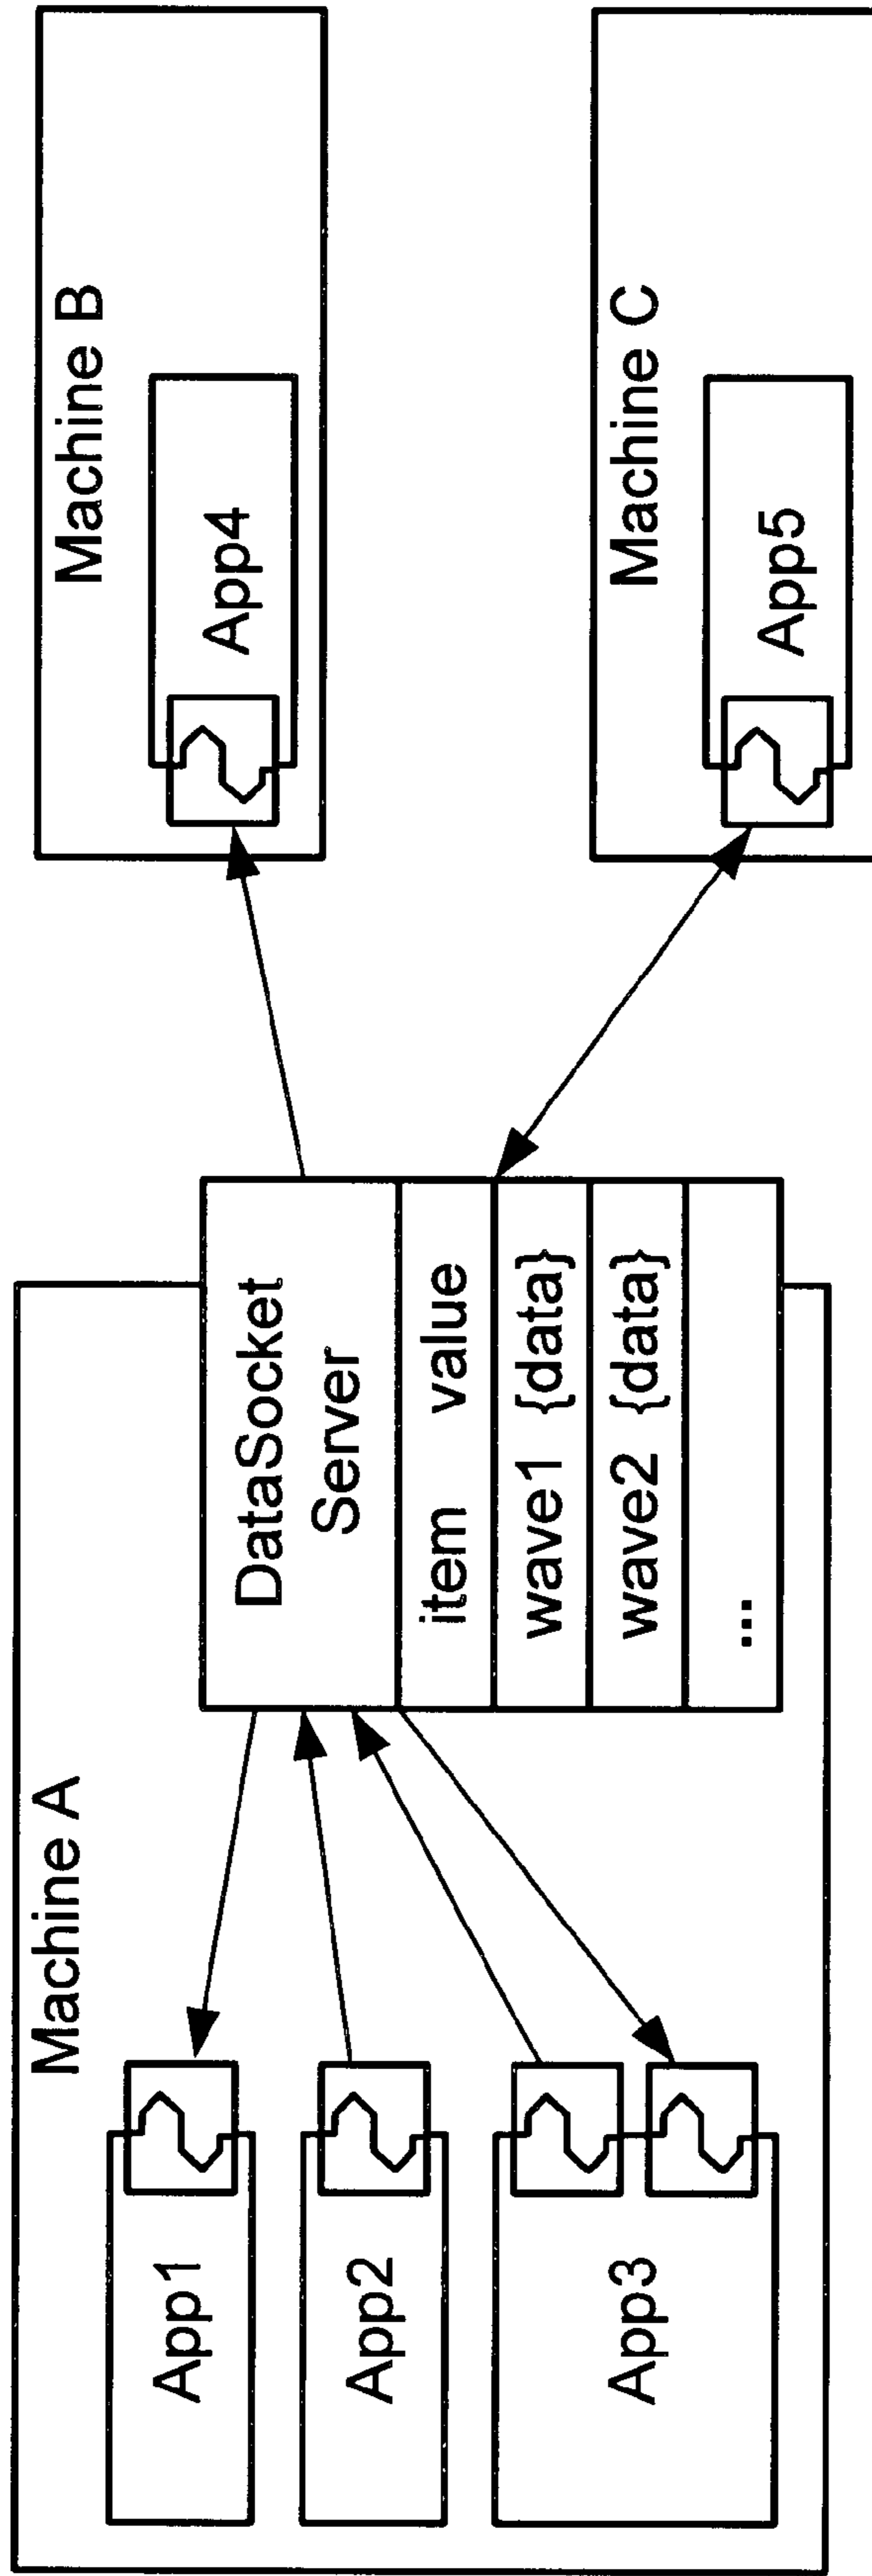 Machine A
App1
App2
App3
DataSocket
Server
item value
wave1 {data}
wave2 {data}
...
Machine B
App4
Machine C
App5